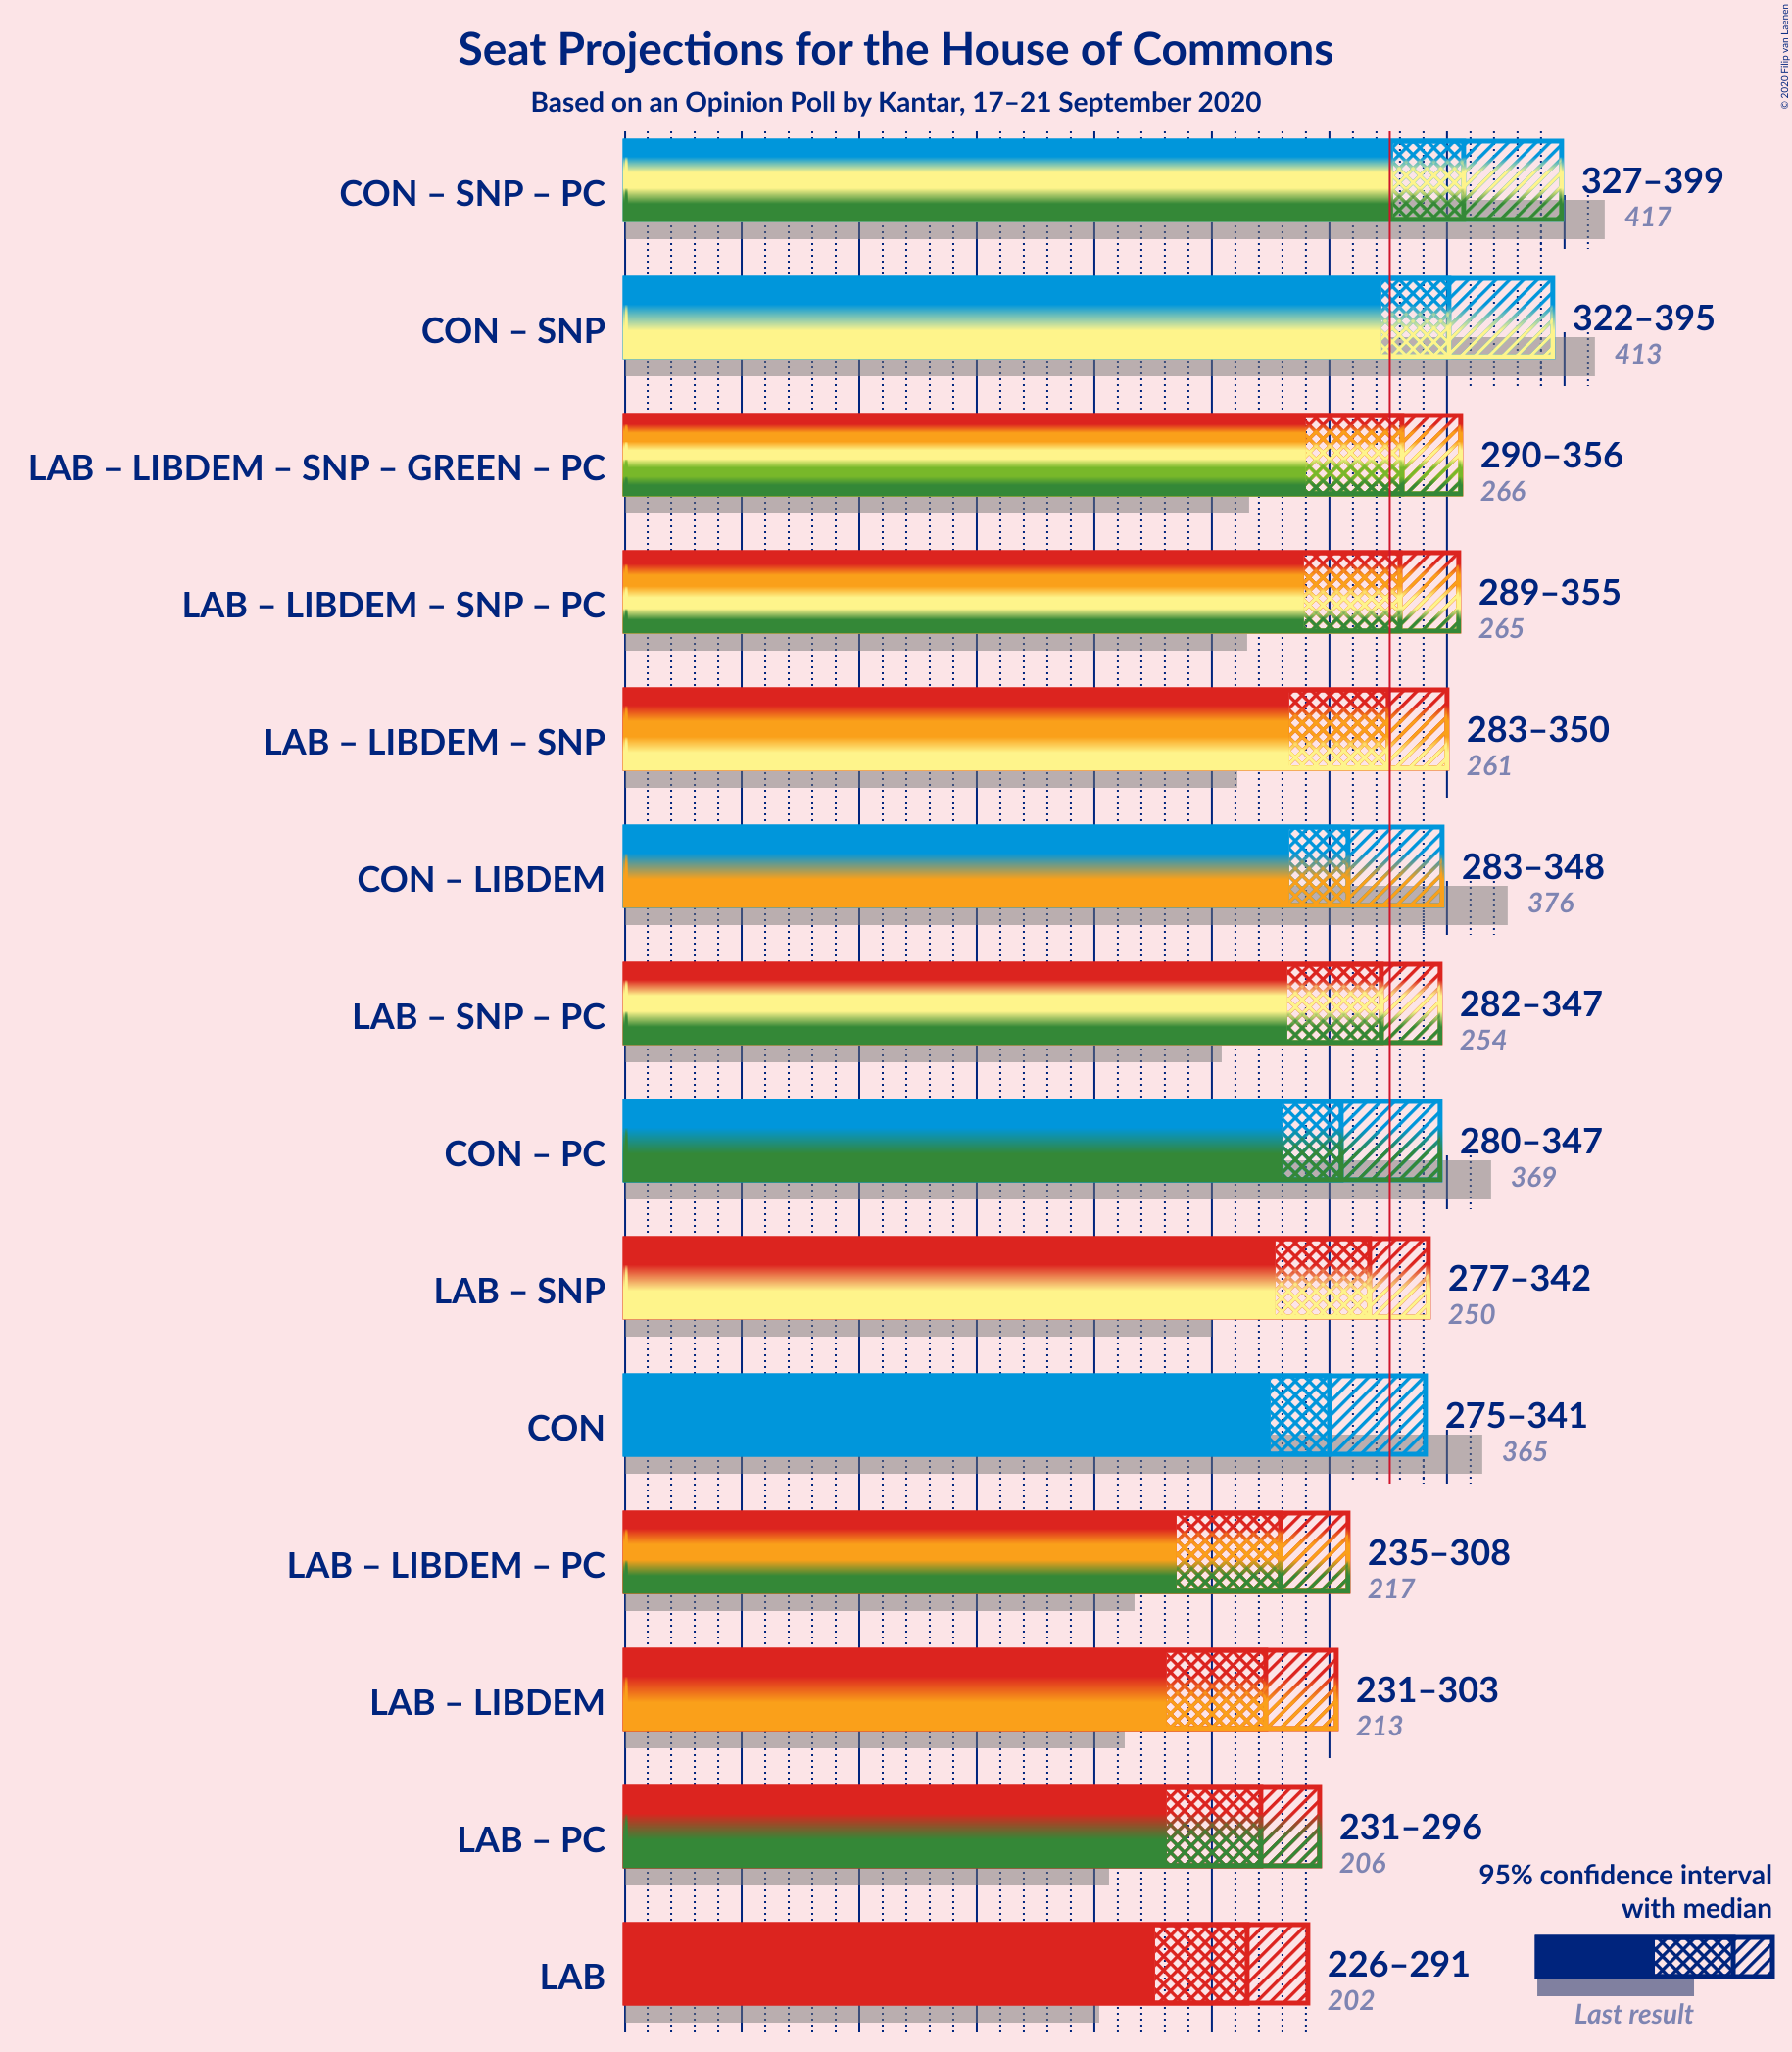 Seat Projections for the House of Commons
Based on an Opinion Poll by Kantar, 17–21 September 2020
© 2020 Filip van Laenen
CON – SNP – PC
327–399
417
CON – SNP
322–395
413
LAB – LIBDEM – SNP – GREEN – PC
290–356
266
LAB – LIBDEM – SNP – PC
289–355
265
LAB – LIBDEM – SNP
283–350
261
CON – LIBDEM
283–348
376
LAB – SNP – PC
282–347
254
CON – PC
280–347
369
LAB – SNP
277–342
250
CON
275–341
365
LAB – LIBDEM – PC
235–308
217
LAB – LIBDEM
231–303
213
LAB – PC
231–296
206
LAB
226–291
202
95% confidence interval
with median
Last result